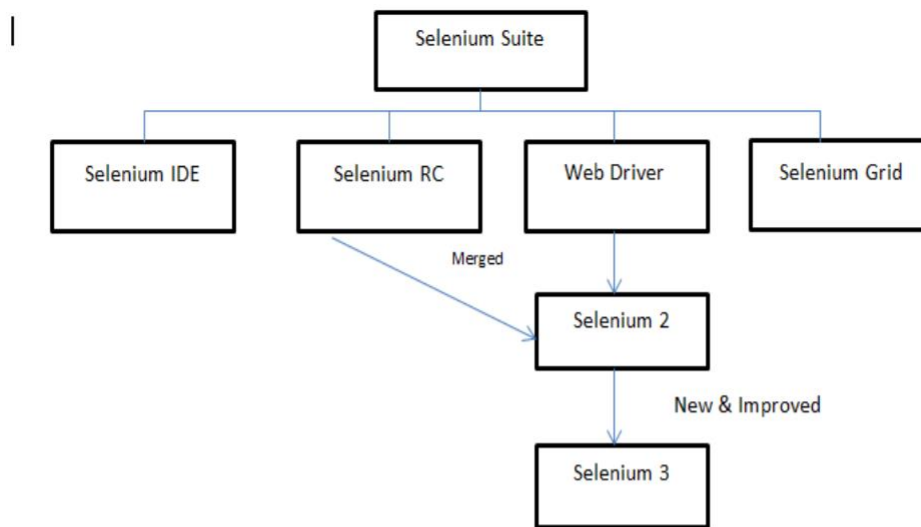 Selenium Suite
Selenium IDE
Selenium RC
Web Driver
Selenium Grid
Merged
Selenium 2
New & Improved
Selenium 3